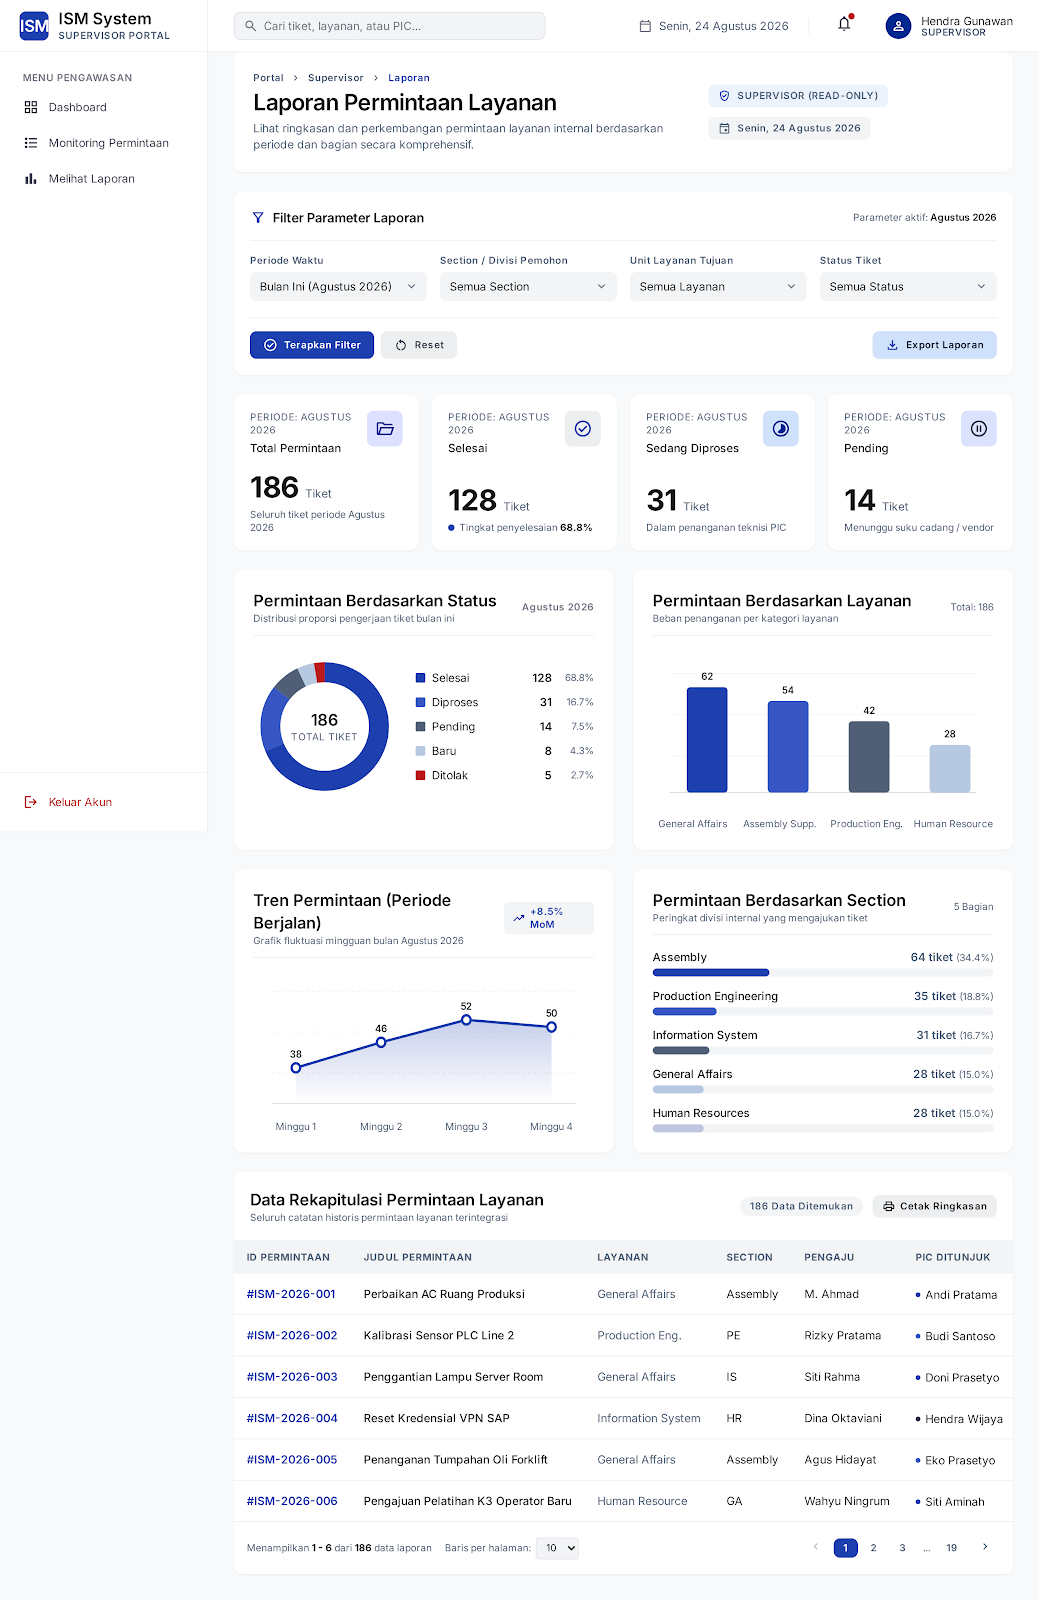 ISM
ISM System
SUPERVISOR PORTAL
Cari tiket, layanan, atau PIC...
Senin, 24 Agustus 2026
Hendra Gunawan
SUPERVISOR
MENU PENGAWASAN
Dashboard
Monitoring Permintaan
Melihat Laporan
Keluar Akun
Portal > Supervisor > Laporan
Laporan Permintaan Layanan
Lihat ringkasan dan perkembangan permintaan layanan internal berdasarkan
periode dan bagian secara komprehensif.
SUPERVISOR (READ-ONLY)
Senin, 24 Agustus 2026
Filter Parameter Laporan
Parameter aktif: Agustus 2026
Periode Waktu
Bulan Ini (Agustus 2026)
Section / Divisi Pemohon
Semua Section
Unit Layanan Tujuan
Semua Layanan
Status Tiket
Semua Status
Terapkan Filter
Reset
Export Laporan
PERIODE: AGUSTUS
2026
Total Permintaan
186 Tiket
Seluruh tiket periode Agustus
2026
PERIODE: AGUSTUS
2026
Selesai
128 Tiket
Tingkat penyelesaian 68.8%
PERIODE: AGUSTUS
2026
Sedang Diproses
31 Tiket
Dalam penanganan teknisi PIC
PERIODE: AGUSTUS
2026
Pending
14 Tiket
Menunggu suku cadang / vendor
Permintaan Berdasarkan Status
Distribusi proporsi pengerjaan tiket bulan ini
Agustus 2026
186
TOTAL TIKET
Selesai 128 68.8%
Diproses 31 16.7%
Pending 14 7.5%
Baru 8 4.3%
Ditolak 5 2.7%
Permintaan Berdasarkan Layanan
Beban penanganan per kategori layanan
Total: 186
62
54
42
28
General Affairs
Assembly Supp.
Production Eng.
Human Resource
Tren Permintaan (Periode
Berjalan)
Grafik fluktuasi mingguan bulan Agustus 2026
+8.5%
MoM
38
46
52
50
Minggu 1
Minggu 2
Minggu 3
Minggu 4
Permintaan Berdasarkan Section
Peringkat divisi internal yang mengajukan tiket
5 Bagian
Assembly 64 tiket (34.4%)
Production Engineering 35 tiket (18.8%)
Information System 31 tiket (16.7%)
General Affairs 28 tiket (15.0%)
Human Resources 28 tiket (15.0%)
Data Rekapitulasi Permintaan Layanan
Seluruh catatan historis permintaan layanan terintegrasi
186 Data Ditemukan
Cetak Ringkasan
ID PERMINTAAN JUDUL PERMINTAAN LAYANAN SECTION PENGAJU PIC DITUNJUK
#ISM-2026-001 Perbaikan AC Ruang Produksi General Affairs Assembly M. Ahmad Andi Pratama
#ISM-2026-002 Kalibrasi Sensor PLC Line 2 Production Eng. PE Rizky Pratama Budi Santoso
#ISM-2026-003 Penggantian Lampu Server Room General Affairs IS Siti Rahma Doni Prasetyo
#ISM-2026-004 Reset Kredensial VPN SAP Information System HR Dina Oktaviani Hendra Wijaya
#ISM-2026-005 Penanganan Tumpahan Oli Forklift General Affairs Assembly Agus Hidayat Eko Prasetyo
#ISM-2026-006 Pengajuan Pelatihan K3 Operator Baru Human Resource GA Wahyu Ningrum Siti Aminah
Menampilkan 1 - 6 dari 186 data laporan Baris per halaman: 10
1 2 3 ... 19